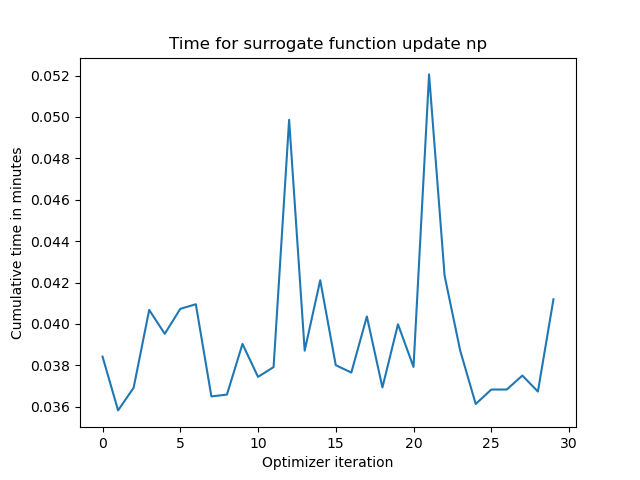 Time for surrogate function update np
Cumulative time in minutes
0.052
0.050
0.048
0.046
0.044
0.042
0.040
0.038
0.036
0 5 10 15 20 25 30
Optimizer iteration